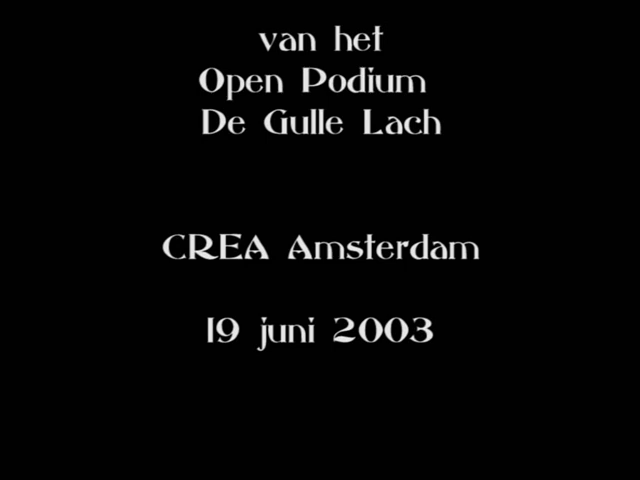 van het
Open Podium
De Gulle Lach
CREA Amsterdam
19 juni 2003